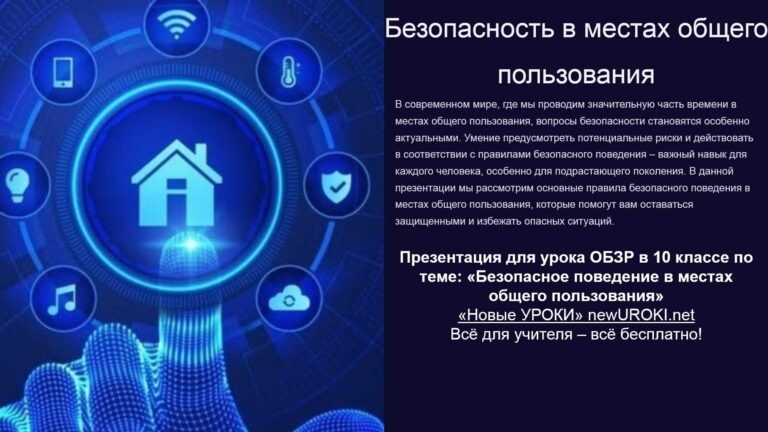 Безопасность в местах общего
пользования
В современном мире, где мы проводим значительную часть времени в
местах общего пользования, вопросы безопасности становятся особенно
актуальными. Умение предусмотреть потенциальные риски и действовать
в соответствии с правилами безопасного поведения – важный навык для
каждого человека, особенно для подрастающего поколения. В данной
презентации мы рассмотрим основные правила безопасного поведения в
местах общего пользования, которые помогут вам оставаться
защищенными и избежать опасных ситуаций.
Презентация для урока ОБЗР в 10 классе по
теме: «Безопасное поведение в местах
общего пользования»
«Новые УРОКИ» newUROKI.net
Всё для учителя – всё бесплатно!